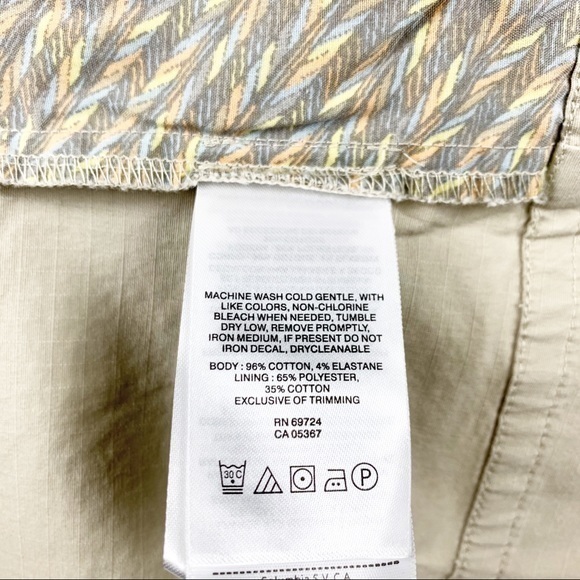 MACHINE WASH COLD GENTLE, WITH
LIKE COLORS, NON-CHLORINE
BLEACH WHEN NEEDED, TUMBLE
DRY LOW, REMOVE PROMPTLY,
IRON MEDIUM, IF PRESENT DO NOT
IRON DECAL, DRYCLEANABLE
BODY : 96% COTTON, 4% ELASTANE
LINING : 65% POLYESTER,
35% COTTON
EXCLUSIVE OF TRIMMING
RN 69724
CA 05367
30 C P
Columbia S.V. C.A.